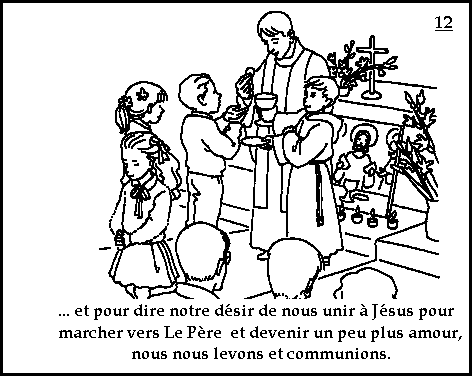 12
... et pour dire notre désir de nous unir à Jésus pour
marcher vers Le Père et devenir un peu plus amour,
nous nous levons et communions.